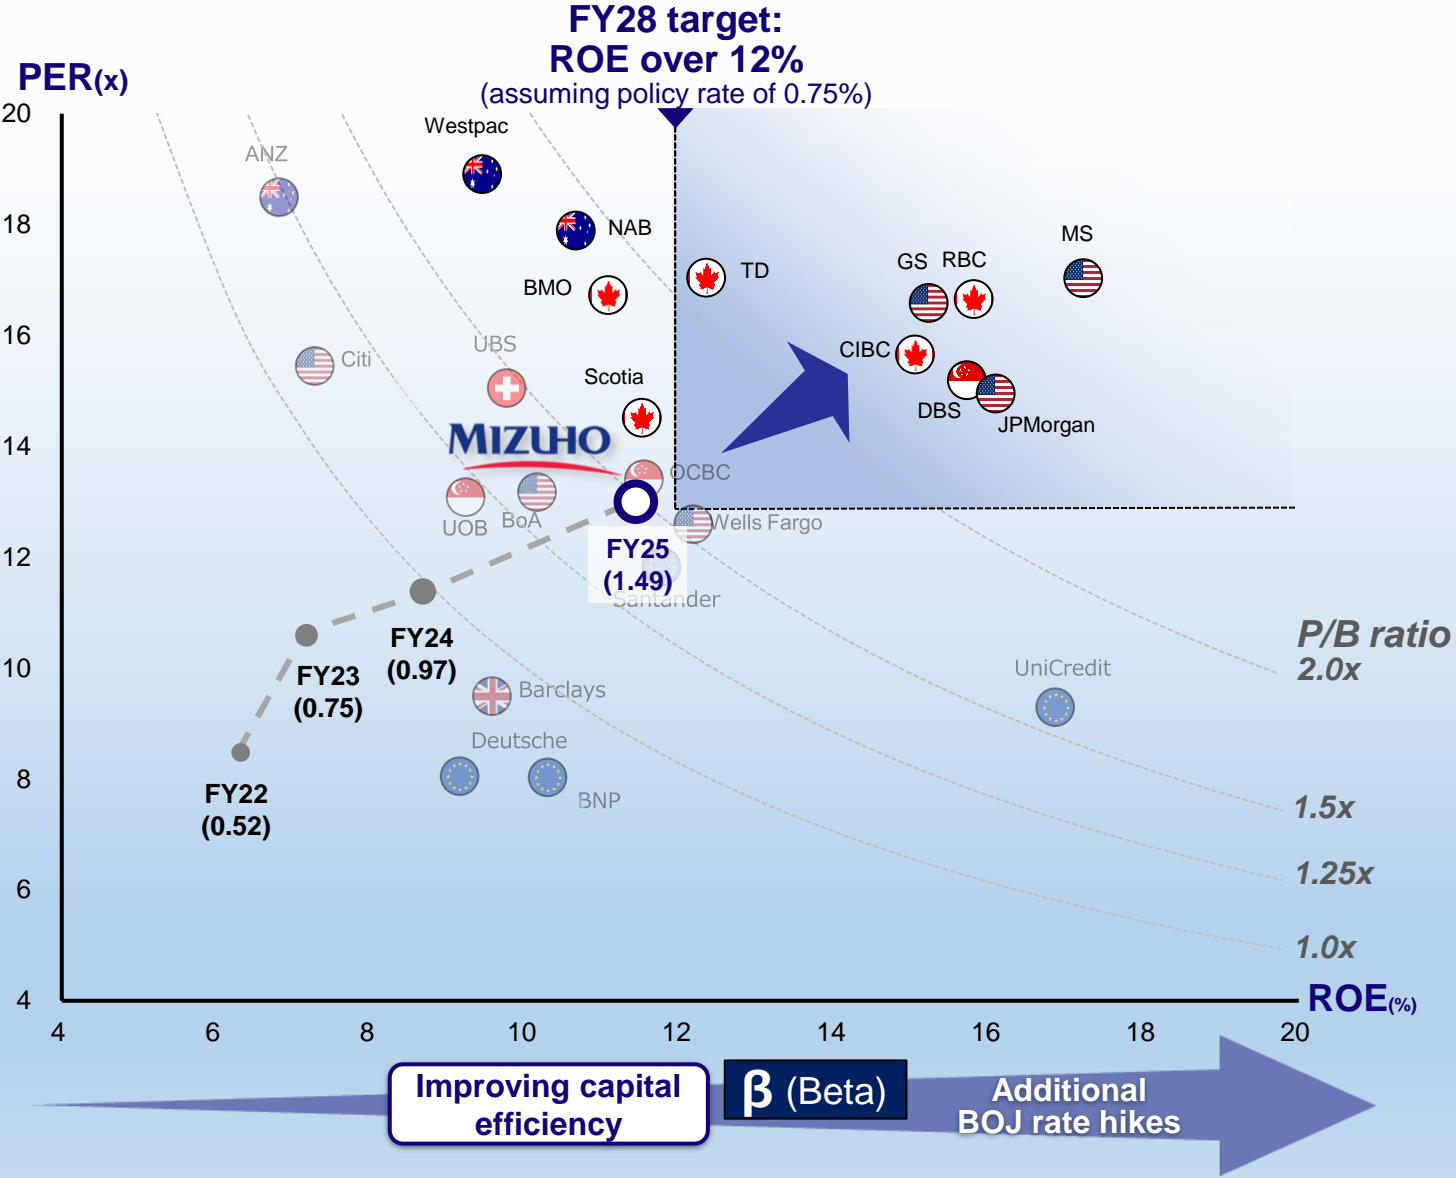 FY28 target:
ROE over 12%
(assuming policy rate of 0.75%)
PER(x)
20
18
16
14
12
10
8
6
4
ANZ
Westpac
NAB
BMO
TD
MS
GS
RBC
CIBC
DBS
JPMorgan
Citi
UBS
Scotia
MIZUHO
OCBC
UOB
BoA
Wells Fargo
FY25
(1.49)
Santander
FY24
(0.97)
FY23
(0.75)
FY22
(0.52)
Barclays
Deutsche
BNP
UniCredit
P/B ratio
2.0x
1.5x
1.25x
1.0x
ROE(%)
4
6
8
10
12
14
16
18
20
Improving capital
efficiency
β (Beta)
Additional
BOJ rate hikes